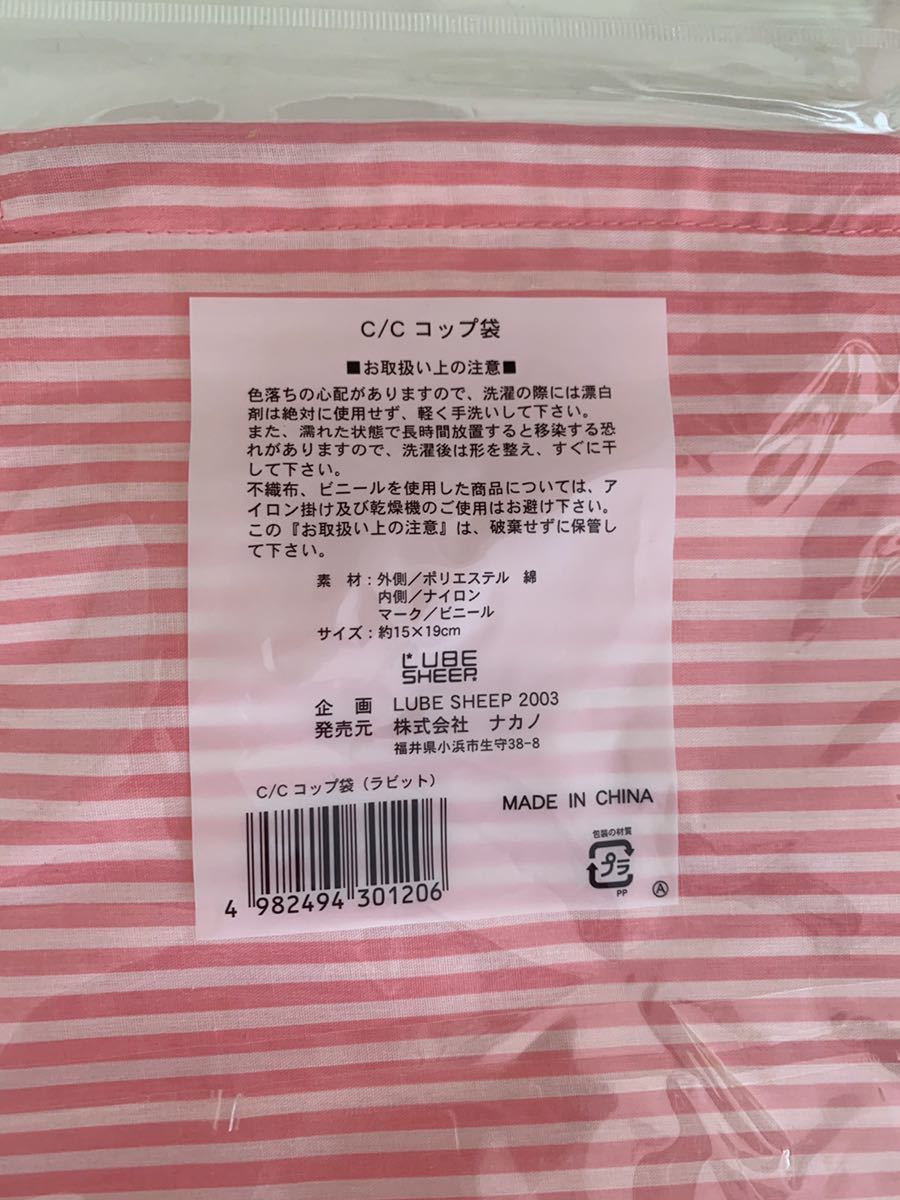 C/C コップ袋
■お取扱い上の注意■
色落ちの心配がありますので、洗濯の際には漂白
剤は絶対に使用せず、軽く手洗いして下さい。
また、濡れた状態で長時間放置すると移染する恐
れがありますので、洗濯後は形を整え、すぐに干
して下さい。
不織布、ビニールを使用した商品については、ア
イロン掛け及び乾燥機のご使用はお避け下さい。
この『お取扱い上の注意』は、破棄せずに保管し
て下さい。
素 材：外側／ポリエステル 綿
内側／ナイロン
マーク／ビニール
サイズ：約15×19cm
LUBE
SHEEP
企 画 LUBE SHEEP 2003
発売元 株式会社 ナカノ
福井県小浜市生守38-8
C/C コップ袋（ラビット）
4 982494 301206
MADE IN CHINA
包装の材質
プラ
PP
A